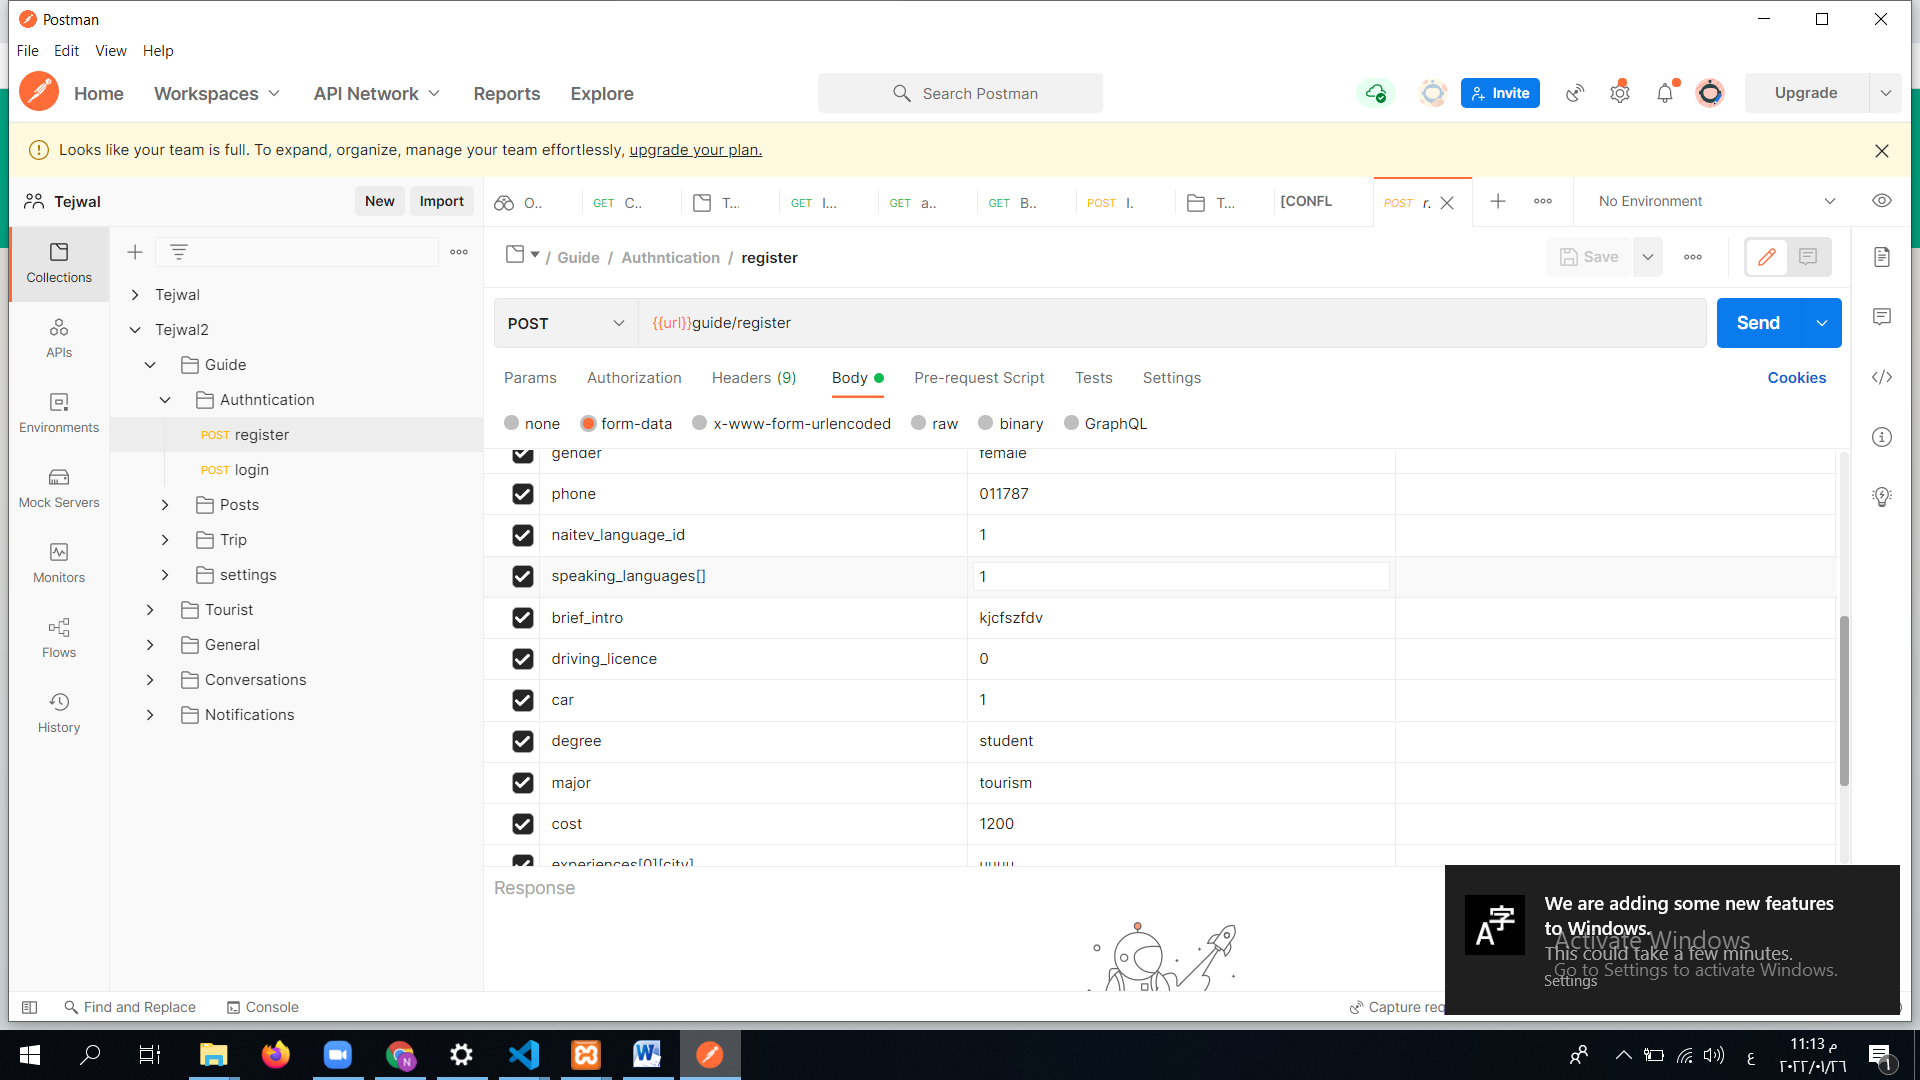 Postman
File Edit View Help
Home Workspaces API Network Reports Explore Search Postman Invite Upgrade
Looks like your team is full. To expand, organize, manage your team effortlessly, upgrade your plan.
Tejwal New Import O.. GET C.. T... GET I... GET a.. GET B.. POST I. T... [CONFL POST r. No Environment
Collections
APIs
Environments
Mock Servers
Monitors
Flows
History
Tejwal
Tejwal2
Guide
Authntication
POST register
POST login
Posts
Trip
settings
Tourist
General
Conversations
Notifications
/ Guide / Authntication / register Save
POST {{url}}guide/register Send
Params Authorization Headers (9) Body Pre-request Script Tests Settings Cookies
none form-data x-www-form-urlencoded raw binary GraphQL
gender female
phone 011787
naitev_language_id 1
speaking_languages[] 1
brief_intro kjcfszfdv
driving_licence 0
car 1
degree student
major tourism
cost 1200
experiences[0][city] uuuu
Response
We are adding some new features
to Windows.
This could take a few minutes.
Settings
Activate Windows
Go to Settings to activate Windows.
Find and Replace Console Capture req
A字
N
ع
11:13 م
٢٠٢٢/٠١/٢٦
١